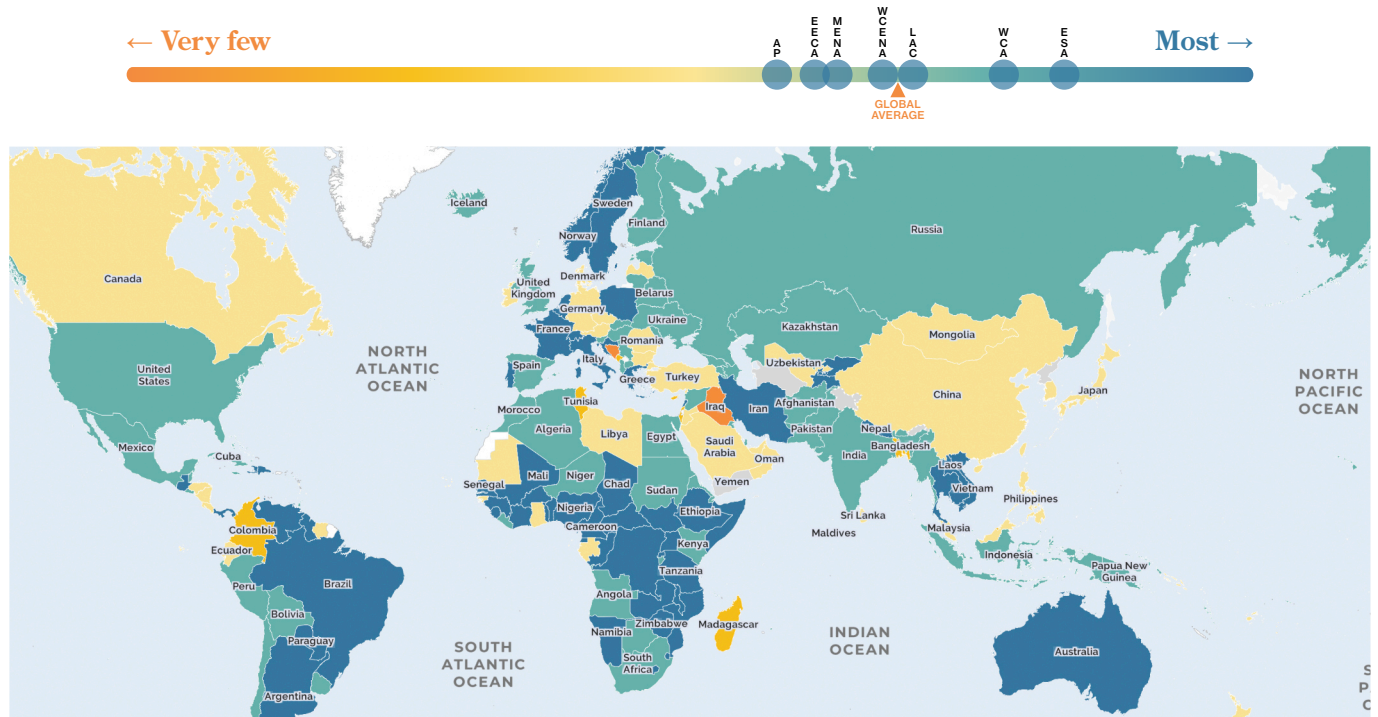 ← Very few
AP
EECA
MENA
WCENA
LAC
WCA
ESA
Most →
GLOBAL
AVERAGE
Iceland
Sweden
Finland
Norway
Russia
Canada
United
Kingdom
Denmark
Belarus
Germany
Ukraine
France
Kazakhstan
Mongolia
Romania
NORTH
ATLANTIC
OCEAN
United
States
Italy
Spain
Uzbekistan
Greece
Turkey
China
Japan
NORTH
PACIFIC
OCEAN
Tunisia
Morocco
Iraq
Iran
Afghanistan
Algeria
Libya
Egypt
Pakistan
Nepal
Mexico
Saudi
Arabia
Bangladesh
Cuba
India
Oman
Laos
Mali
Niger
Chad
Sudan
Yemen
Senegal
Vietnam
Philippines
Nigeria
Ethiopia
Sri Lanka
Colombia
Cameroon
Maldives
Malaysia
Ecuador
Kenya
Indonesia
Papua New
Guinea
Peru
Brazil
Tanzania
Angola
Bolivia
Zimbabwe
Madagascar
Namibia
Paraguay
INDIAN
OCEAN
SOUTH
ATLANTIC
OCEAN
South
Africa
Australia
Argentina
S
P
C